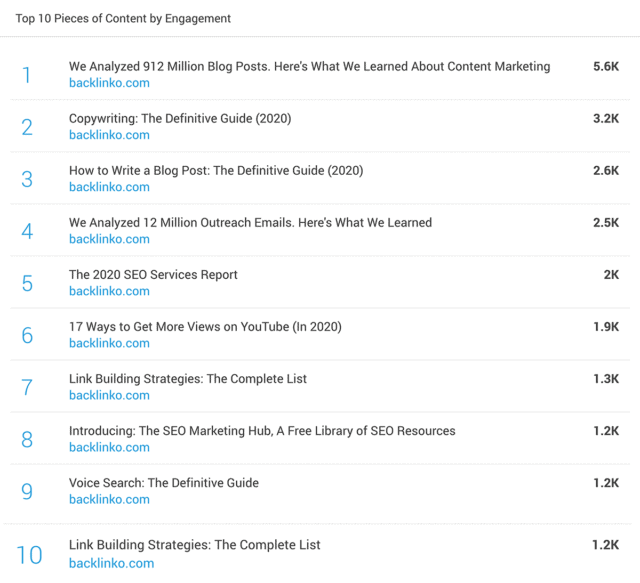 Top 10 Pieces of Content by Engagement
1 We Analyzed 912 Million Blog Posts. Here's What We Learned About Content Marketing 5.6K
backlinko.com
2 Copywriting: The Definitive Guide (2020) 3.2K
backlinko.com
3 How to Write a Blog Post: The Definitive Guide (2020) 2.6K
backlinko.com
4 We Analyzed 12 Million Outreach Emails. Here's What We Learned 2.5K
backlinko.com
5 The 2020 SEO Services Report 2K
backlinko.com
6 17 Ways to Get More Views on YouTube (In 2020) 1.9K
backlinko.com
7 Link Building Strategies: The Complete List 1.3K
backlinko.com
8 Introducing: The SEO Marketing Hub, A Free Library of SEO Resources 1.2K
backlinko.com
9 Voice Search: The Definitive Guide 1.2K
backlinko.com
10 Link Building Strategies: The Complete List 1.2K
backlinko.com